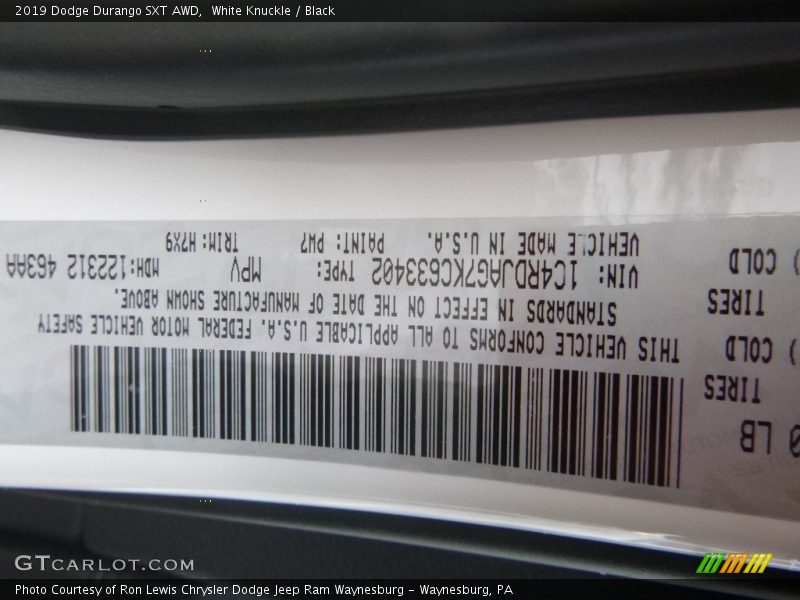 2019 Dodge Durango SXT AWD,  White Knuckle / Black
0 LB
TIRES
) COLD
TIRES
) COLD
THIS VEHICLE CONFORMS TO ALL APPLICABLE U.S.A. FEDERAL MOTOR VEHICLE SAFETY
STANDARDS IN EFFECT ON THE DATE OF MANUFACTURE SHOWN ABOVE.
VIN: 1C4RDJAG7KC633402 TYPE: MPV MDH:122312 463AA
VEHICLE MADE IN U.S.A. PAINT: PW7 TRIM: H7X9
GTCARLOT.COM
Photo Courtesy of Ron Lewis Chrysler Dodge Jeep Ram Waynesburg - Waynesburg, PA